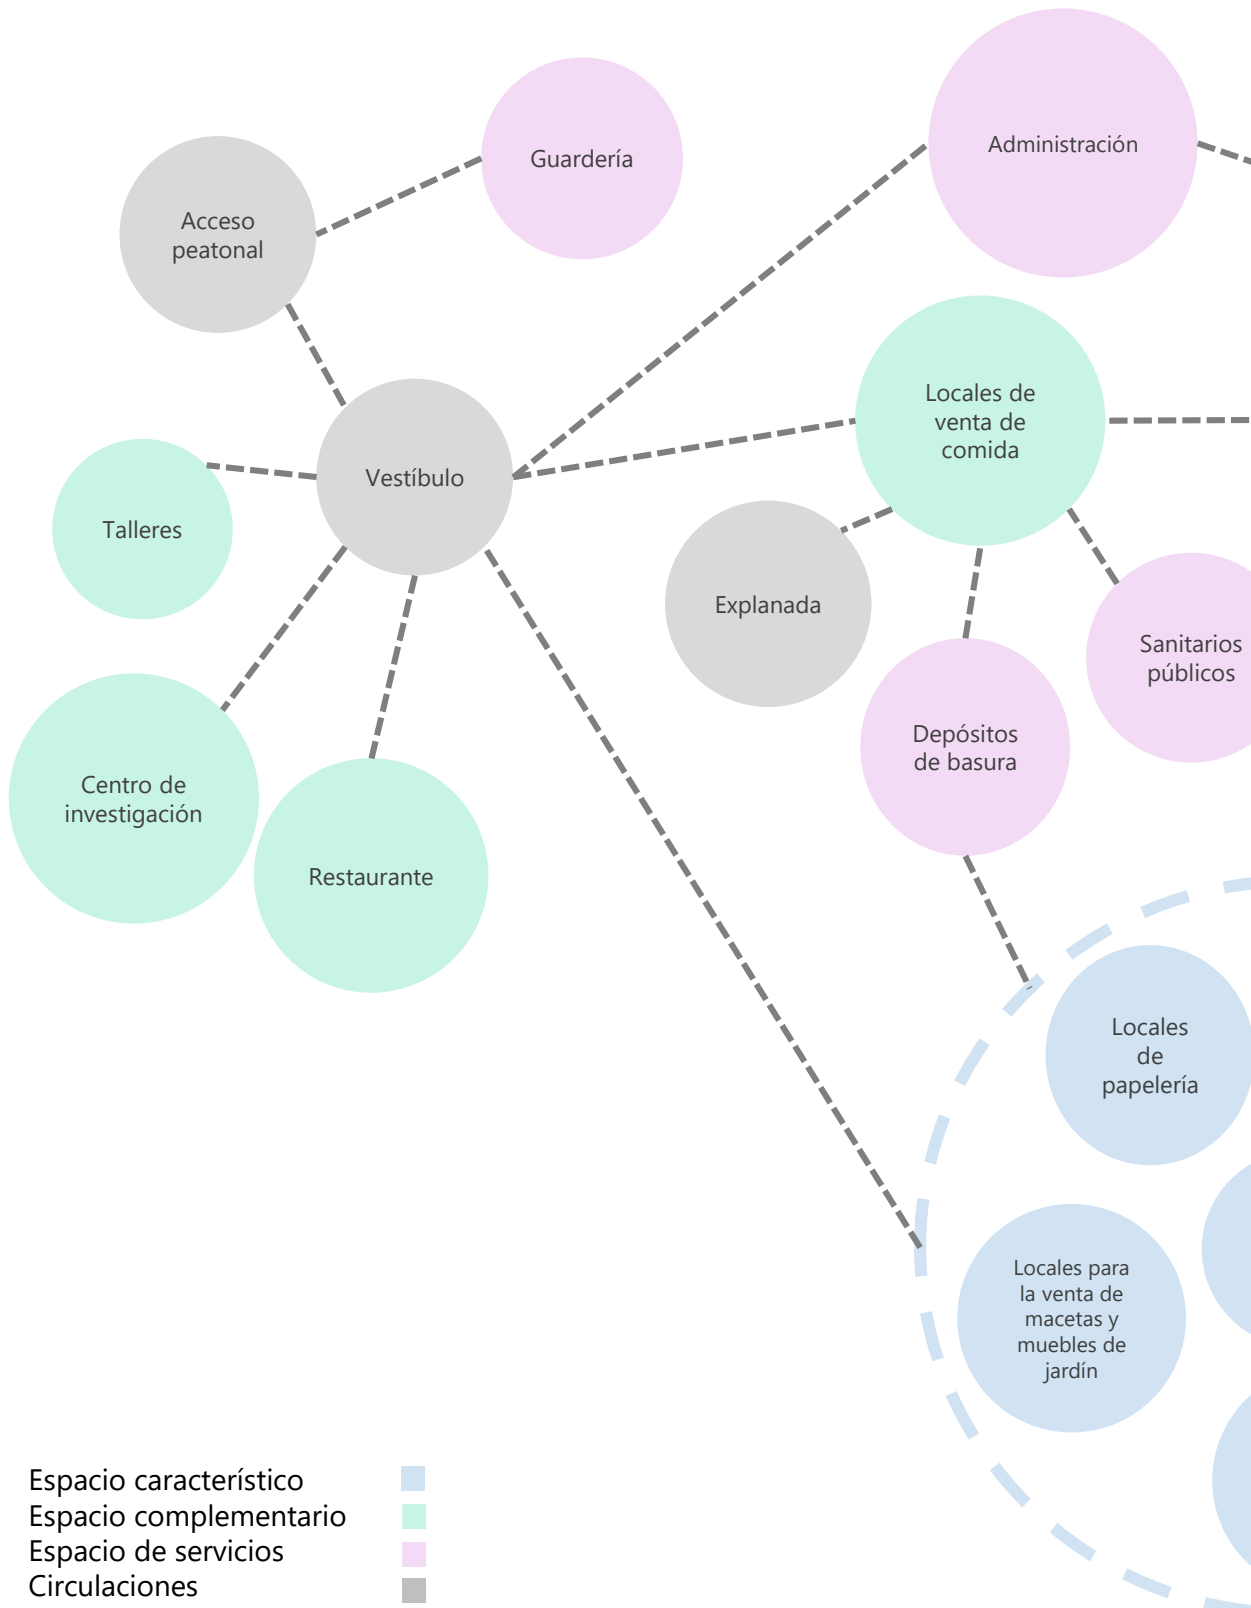 Guardería
Administración
Acceso
peatonal
Locales de
venta de
comida
Vestíbulo
Talleres
Explanada
Sanitarios
públicos
Depósitos
de basura
Centro de
investigación
Restaurante
Locales
de
papelería
Locales para
la venta de
macetas y
muebles de
jardín
Espacio característico
Espacio complementario
Espacio de servicios
Circulaciones